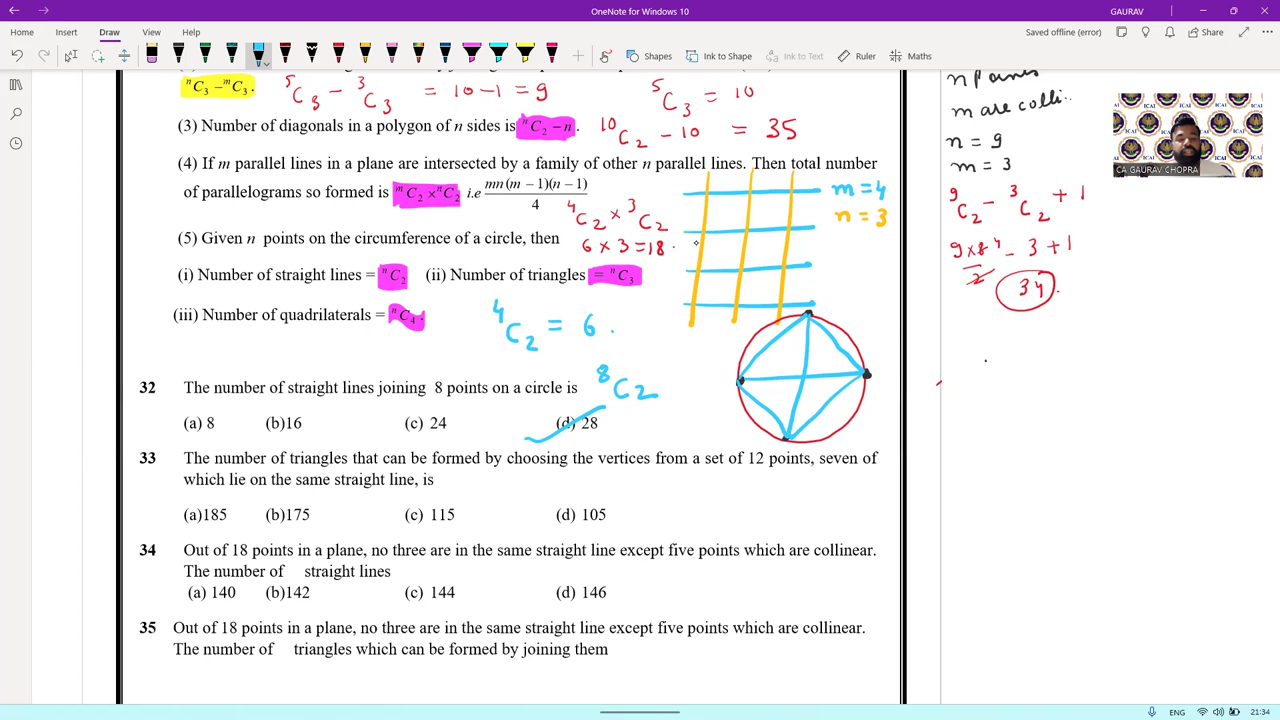 OneNote for Windows 10
GAURAV
Home Insert Draw View Help
Saved offline (error)
Share
Shapes
Ink to Shape
Ink to Text
Ruler
Maths
ⁿC₃ – ᵐC₃.
⁵C₃ – ³C₃ = 10 – 1 = 9
⁵C₃ = 10
(3) Number of diagonals in a polygon of n sides is ⁿC₂ – n.
¹⁰C₂ – 10 = 35
(4) If m parallel lines in a plane are intersected by a family of other n parallel lines. Then total number
of parallelograms so formed is ᵐC₂ × ⁿC₂ i.e mn(m – 1)(n – 1)/4
⁴C₂ × ³C₂
6 × 3 = 18.
m = 4
n = 3
(5) Given n points on the circumference of a circle, then
(i) Number of straight lines = ⁿC₂
(ii) Number of triangles = ⁿC₃
(iii) Number of quadrilaterals = ⁿC₄.
⁴C₂ = 6.
32 The number of straight lines joining 8 points on a circle is
⁸C₂
(a) 8 (b)16 (c) 24 (d) 28
33 The number of triangles that can be formed by choosing the vertices from a set of 12 points, seven of
which lie on the same straight line, is
(a)185 (b)175 (c) 115 (d) 105
34 Out of 18 points in a plane, no three are in the same straight line except five points which are collinear.
The number of straight lines
(a) 140 (b)142 (c) 144 (d) 146
35 Out of 18 points in a plane, no three are in the same straight line except five points which are collinear.
The number of triangles which can be formed by joining them
n points
m are colli..
n = 9
m = 3
⁹C₂ – ³C₂ + 1
9×8/2 – 3 + 1
34.
ICAI
CA GAURAV CHOPRA
ENG
21:34